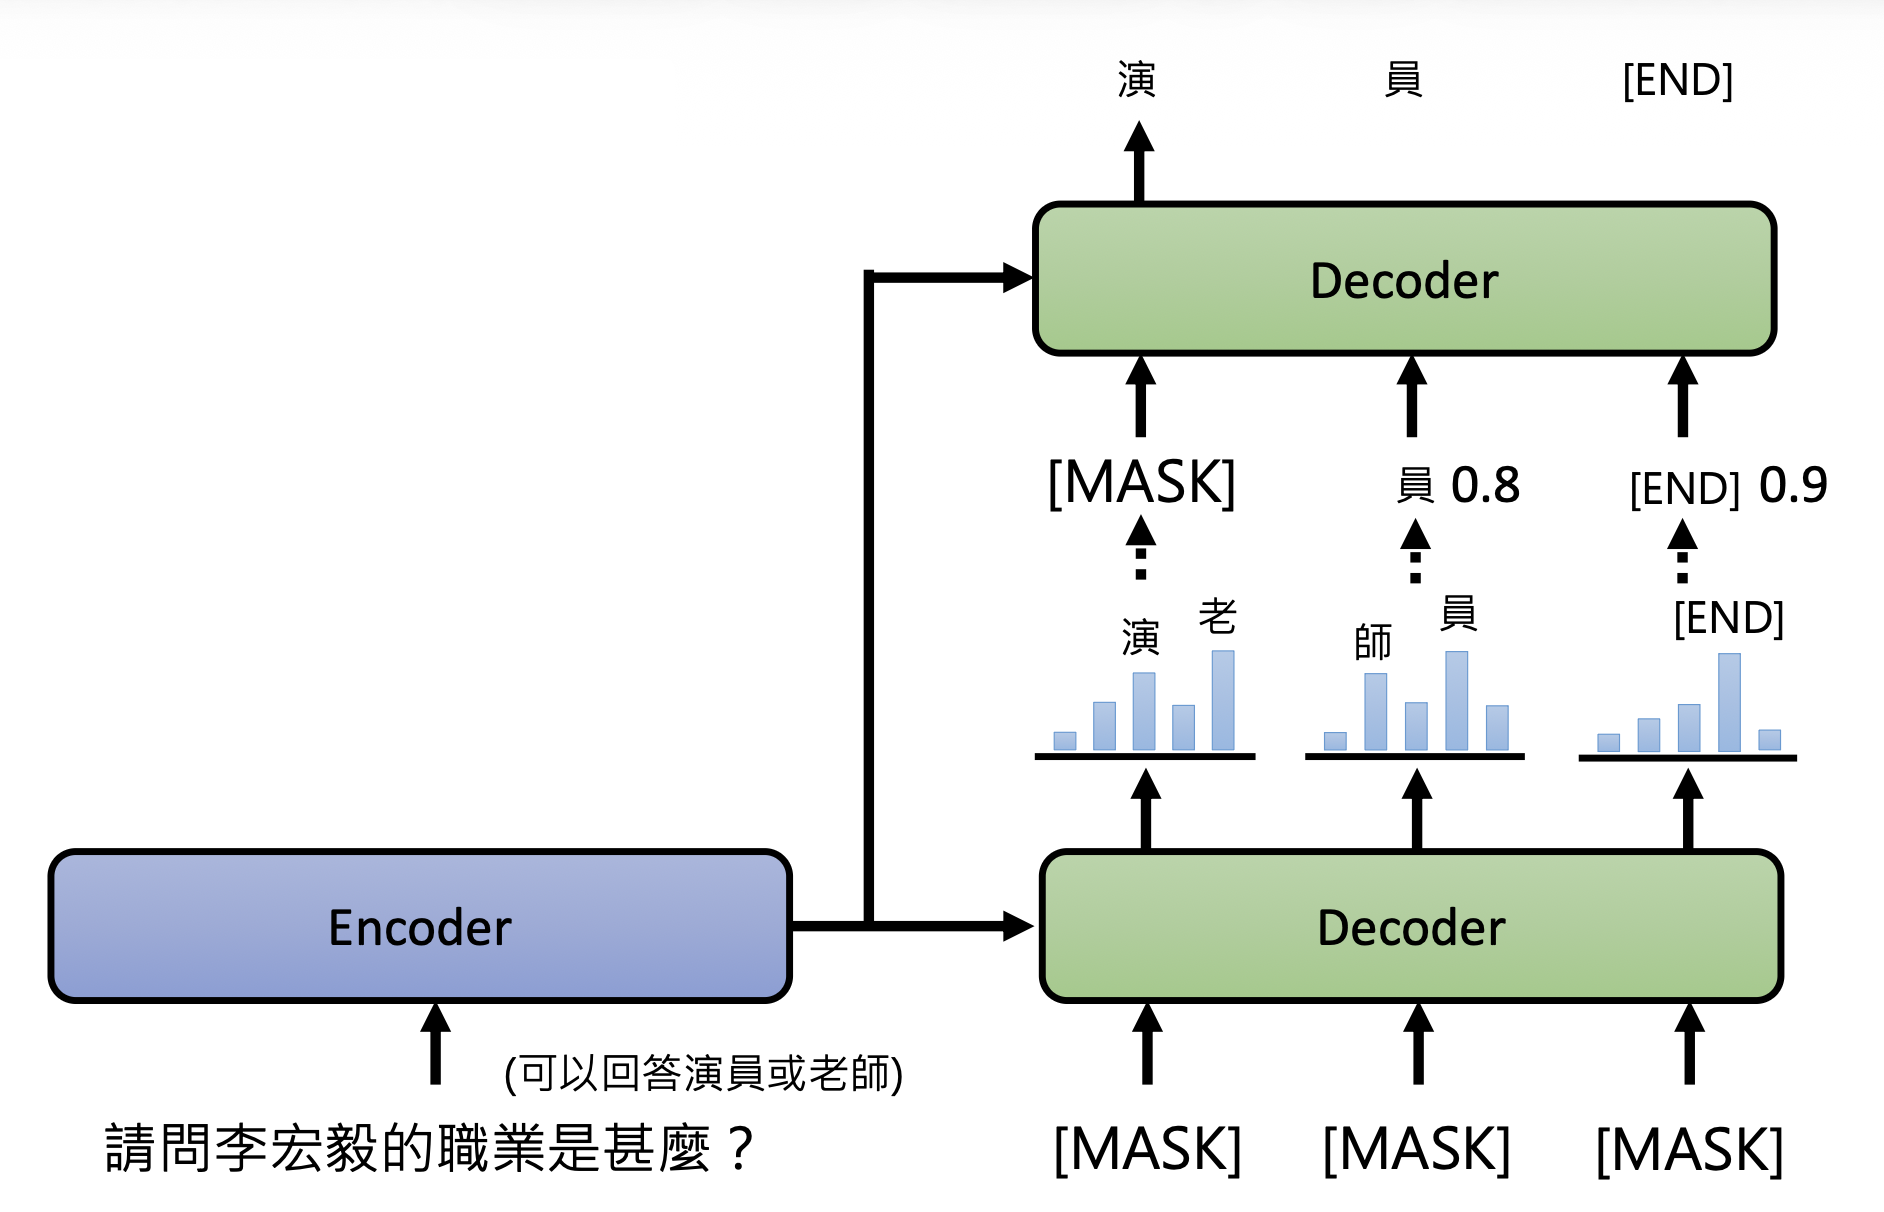 演 員 [END]
Decoder
[MASK] 員 0.8 [END] 0.9
演 老 師 員 [END]
Encoder
Decoder
(可以回答演員或老師)
請問李宏毅的職業是甚麼？
[MASK] [MASK] [MASK]